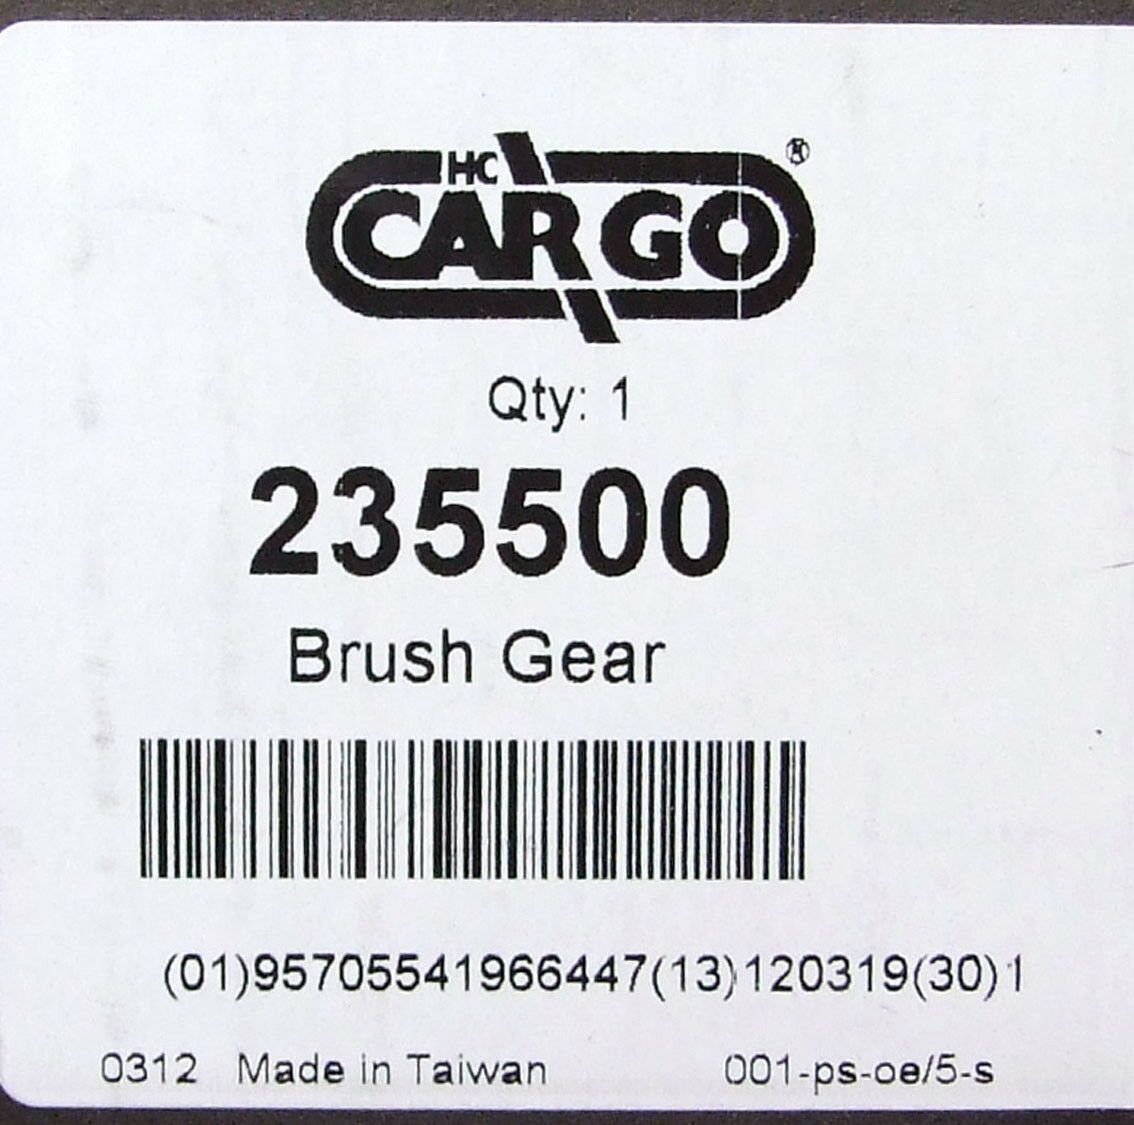 HC
CARGO®
Qty: 1
235500
Brush Gear
(01)95705541966447(13)120319(30)1
0312 Made in Taiwan 001-ps-oe/5-s